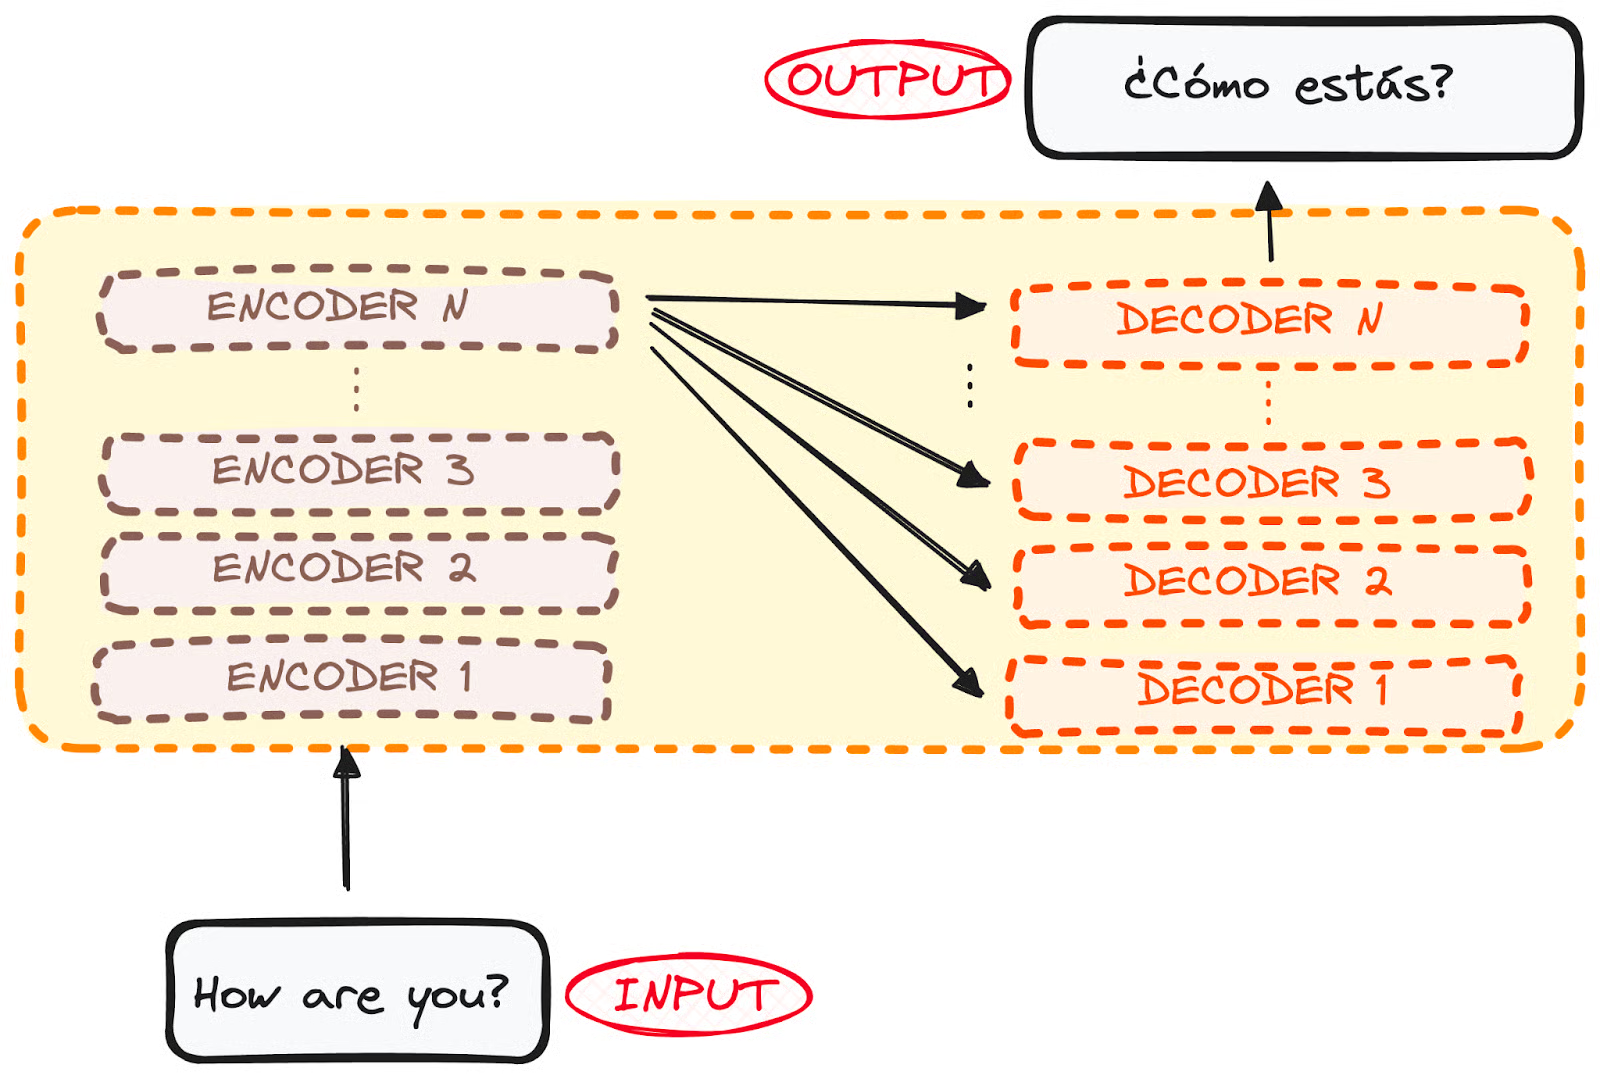 OUTPUT
¿Cómo estás?
ENCODER N
ENCODER 3
ENCODER 2
ENCODER 1
DECODER N
DECODER 3
DECODER 2
DECODER 1
How are you?
INPUT